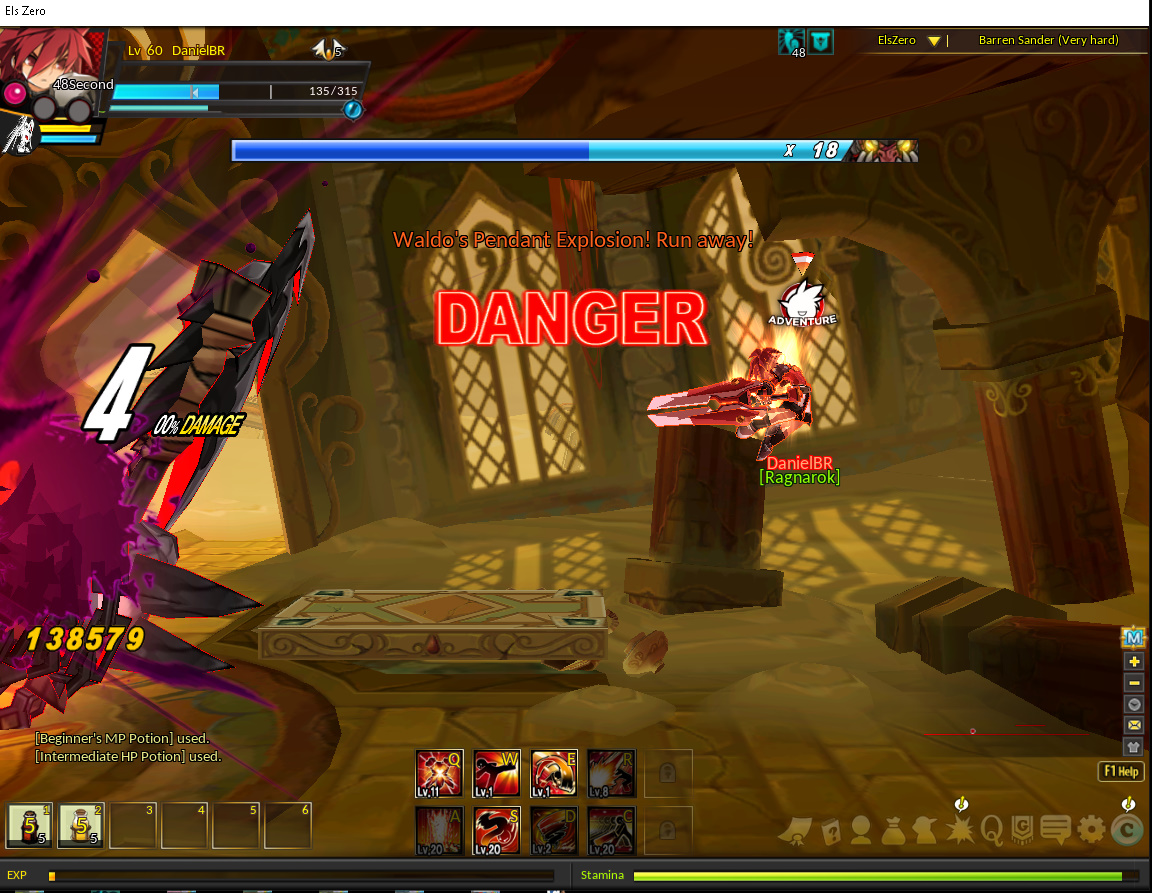 Els Zero
Lv 60 DanielBR
5
48Second
135/315
48
ElsZero
Barren Sander (Very hard)
x 18
Waldo's Pendant Explosion! Run away!
DANGER
ADVENTURE
4 00% DAMAGE
DanielBR
[Ragnarok]
138579
M
[Beginner's MP Potion] used.
[Intermediate HP Potion] used.
Q W E R
Lv.11 Lv.1 Lv.1 Lv.8
F1 Help
1 2 3 4 5 6
5 5 5 5
A S D C
Lv.20 Lv.20 Lv.2 Lv.20
Q
C
EXP
Stamina